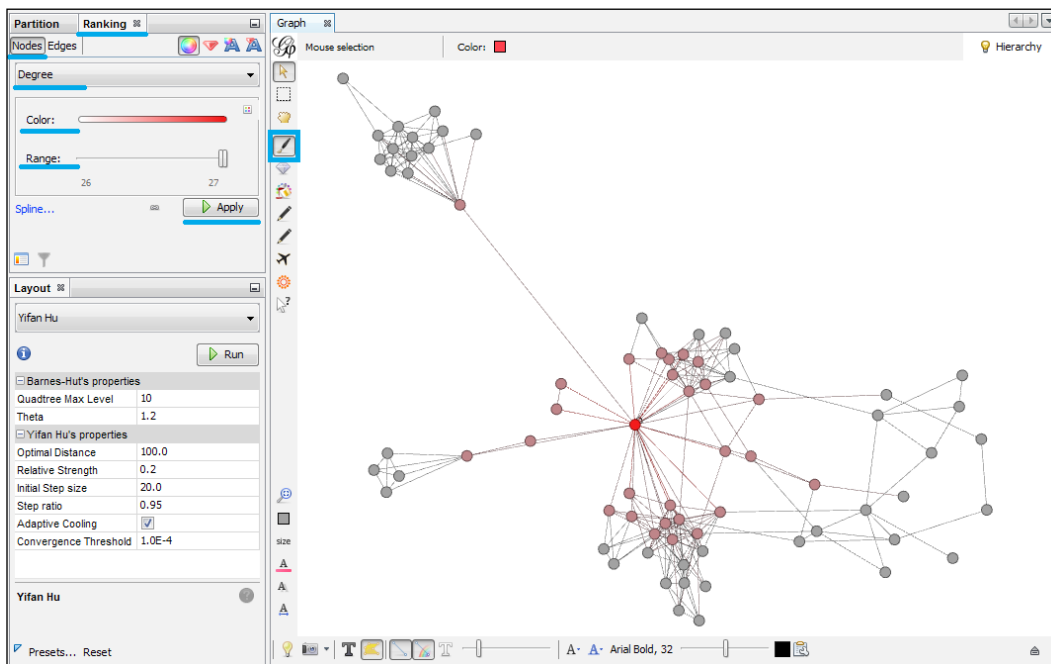 Partition Ranking
Nodes Edges
Degree
Color:
Range:
26 27
Spline... Apply
Layout
Yifan Hu
Run
Barnes-Hut's properties
Quadtree Max Level 10
Theta 1.2
Yifan Hu's properties
Optimal Distance 100.0
Relative Strength 0.2
Initial Step size 20.0
Step ratio 0.95
Adaptive Cooling
Convergence Threshold 1.0E-4
Yifan Hu
Presets... Reset
Graph
Mouse selection Color: Hierarchy
size
A
A
A
T T A- A- Arial Bold, 32